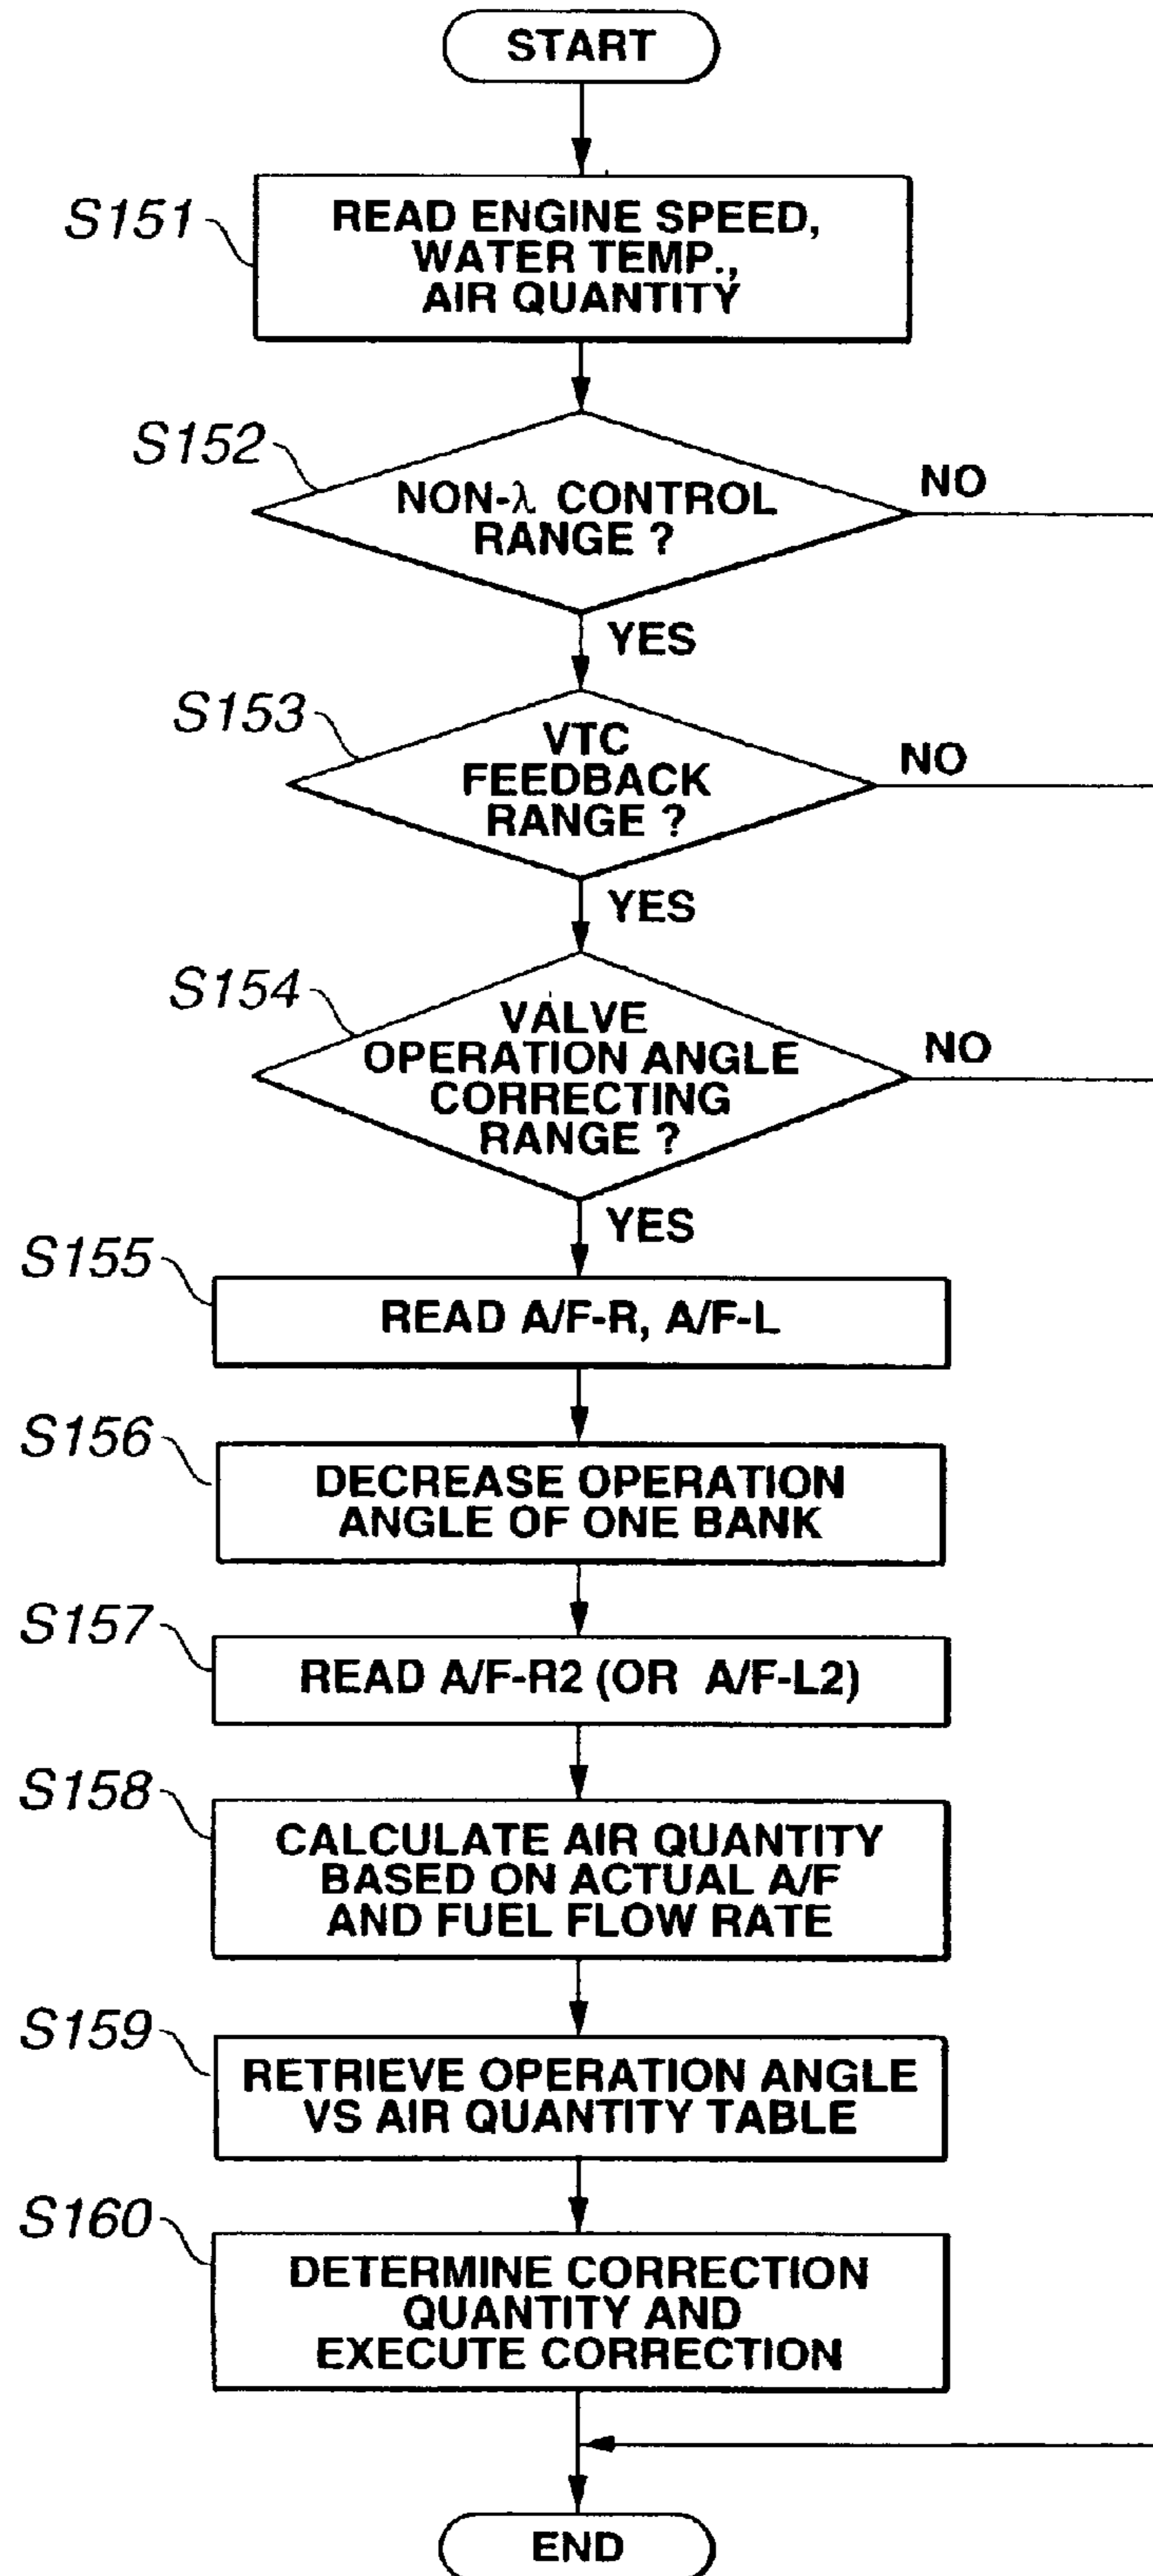 START
S151
READ ENGINE SPEED,
WATER TEMP.,
AIR QUANTITY
S152
NON-λ CONTROL
RANGE ?
NO
YES
S153
VTC
FEEDBACK
RANGE ?
NO
YES
S154
VALVE
OPERATION ANGLE
CORRECTING
RANGE ?
NO
YES
S155
READ A/F-R, A/F-L
S156
DECREASE OPERATION
ANGLE OF ONE BANK
S157
READ A/F-R2 (OR A/F-L2)
S158
CALCULATE AIR QUANTITY
BASED ON ACTUAL A/F
AND FUEL FLOW RATE
S159
RETRIEVE OPERATION ANGLE
VS AIR QUANTITY TABLE
S160
DETERMINE CORRECTION
QUANTITY AND
EXECUTE CORRECTION
END